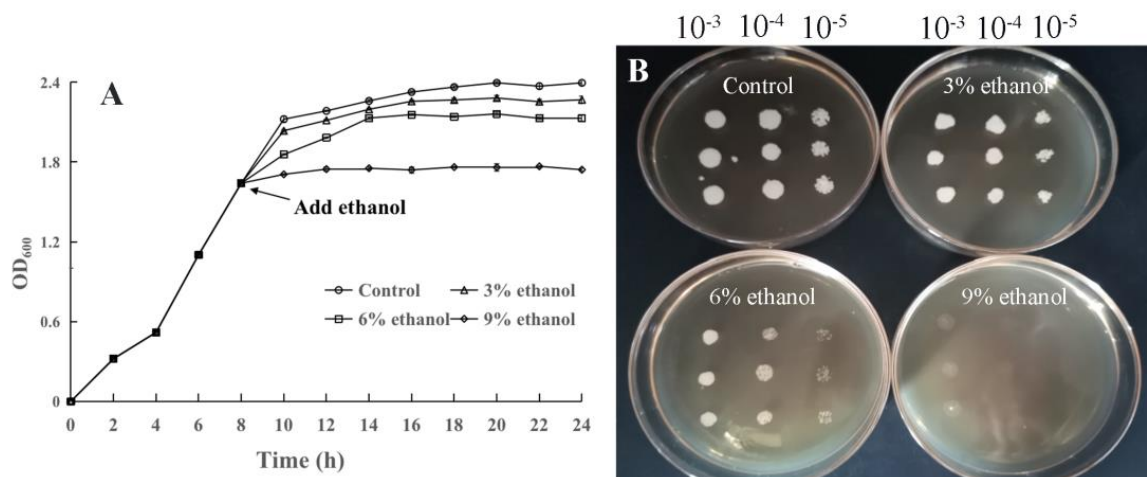 A
2.4
1.8
1.2
0.6
0
OD₆₀₀
Add ethanol
Control 3% ethanol
6% ethanol 9% ethanol
0 2 4 6 8 10 12 14 16 18 20 22 24
Time (h)
10⁻³ 10⁻⁴ 10⁻⁵ 10⁻³ 10⁻⁴ 10⁻⁵
B
Control 3% ethanol
6% ethanol 9% ethanol